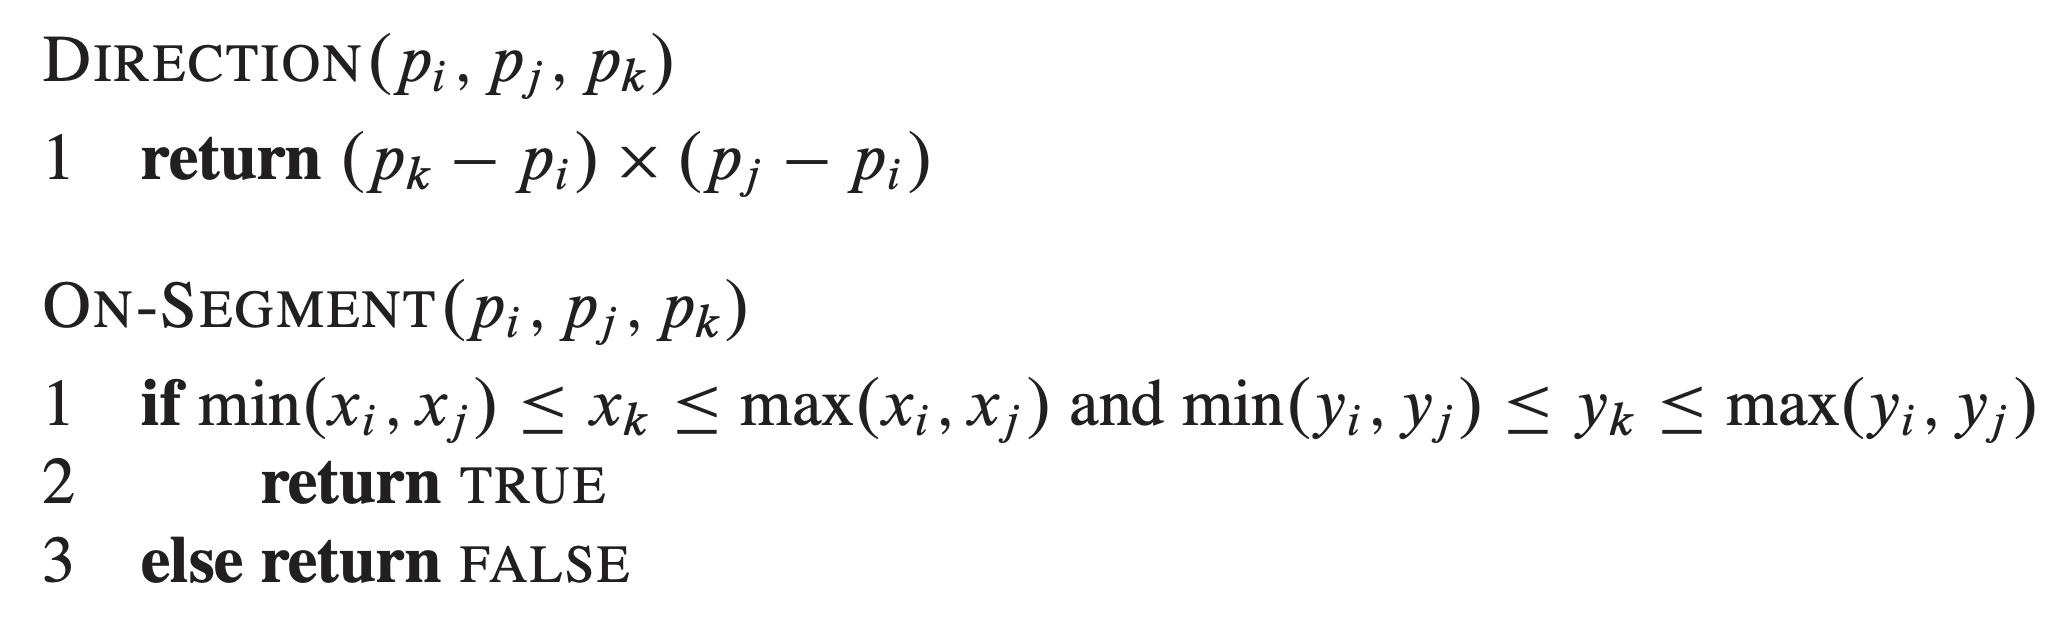 DIRECTION(pᵢ, pⱼ, pₖ)
1 return (pₖ − pᵢ) × (pⱼ − pᵢ)
ON-SEGMENT(pᵢ, pⱼ, pₖ)
1 if min(xᵢ, xⱼ) ≤ xₖ ≤ max(xᵢ, xⱼ) and min(yᵢ, yⱼ) ≤ yₖ ≤ max(yᵢ, yⱼ)
2 return TRUE
3 else return FALSE